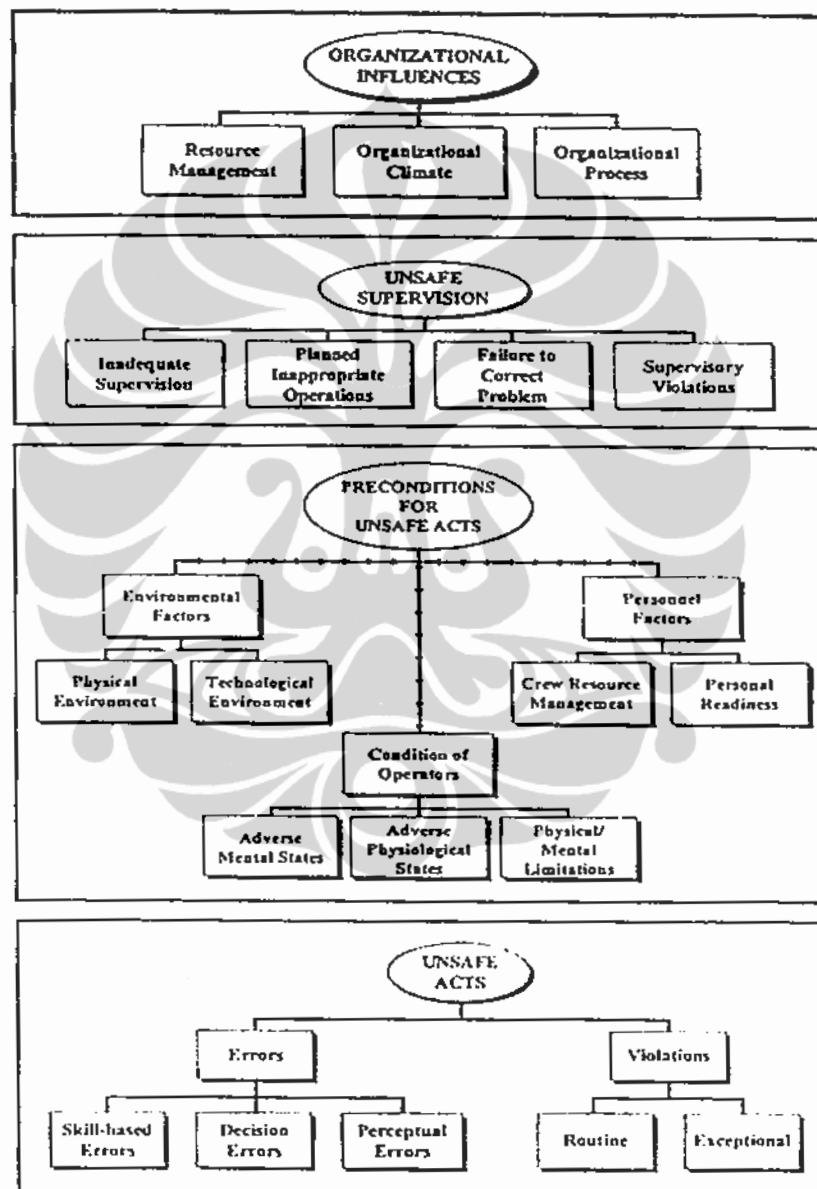 ORGANIZATIONAL
INFLUENCES
Resource
Management
Organizational
Climate
Organizational
Process
UNSAFE
SUPERVISION
Inadequate
Supervision
Planned
Inappropriate
Operations
Failure to
Correct
Problem
Supervisory
Violations
PRECONDITIONS
FOR
UNSAFE ACTS
Environmental
Factors
Personnel
Factors
Physical
Environment
Technological
Environment
Crew Resource
Management
Personal
Readiness
Condition of
Operators
Adverse
Mental States
Adverse
Physiological
States
Physical/
Mental
Limitations
UNSAFE
ACTS
Errors
Violations
Skill-based
Errors
Decision
Errors
Perceptual
Errors
Routine
Exceptional